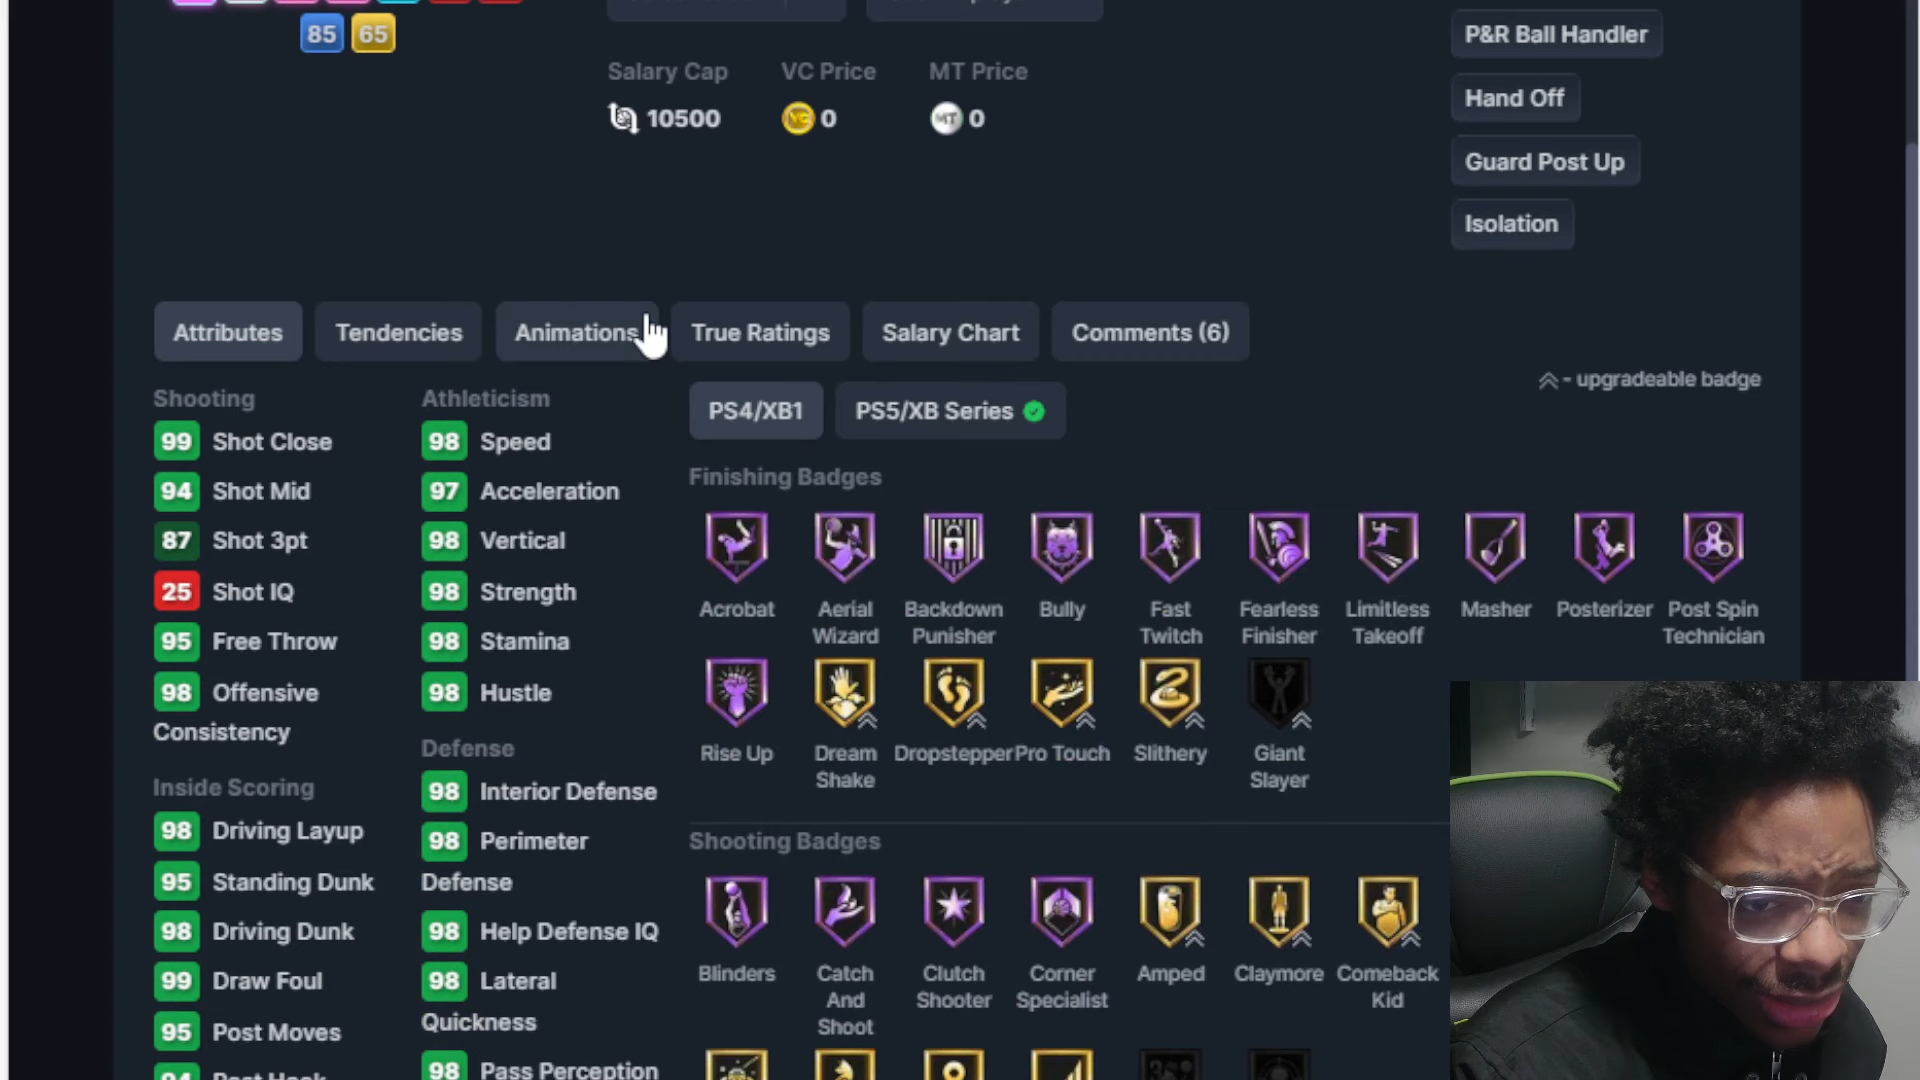 85 65
P&R Ball Handler
Salary Cap VC Price MT Price
Hand Off
10500 0 MT 0
Guard Post Up
Isolation
Attributes Tendencies Animations True Ratings Salary Chart Comments (6)
- upgradeable badge
PS4/XB1 PS5/XB Series
Shooting
99 Shot Close
94 Shot Mid
87 Shot 3pt
25 Shot IQ
95 Free Throw
98 Offensive
Consistency
Inside Scoring
98 Driving Layup
95 Standing Dunk
98 Driving Dunk
99 Draw Foul
95 Post Moves
Athleticism
98 Speed
97 Acceleration
98 Vertical
98 Strength
98 Stamina
98 Hustle
Defense
98 Interior Defense
98 Perimeter
Defense
98 Help Defense IQ
98 Lateral
Quickness
98 Pass Perception
Finishing Badges
Acrobat Aerial Backdown Bully Fast Fearless Limitless Masher Posterizer Post Spin
Wizard Punisher Twitch Finisher Takeoff Technician
Rise Up Dream Dropstepper Pro Touch Slithery Giant
Shake Slayer
Shooting Badges
Blinders Catch Clutch Corner Amped Claymore Comeback
And Shooter Specialist Kid
Shoot